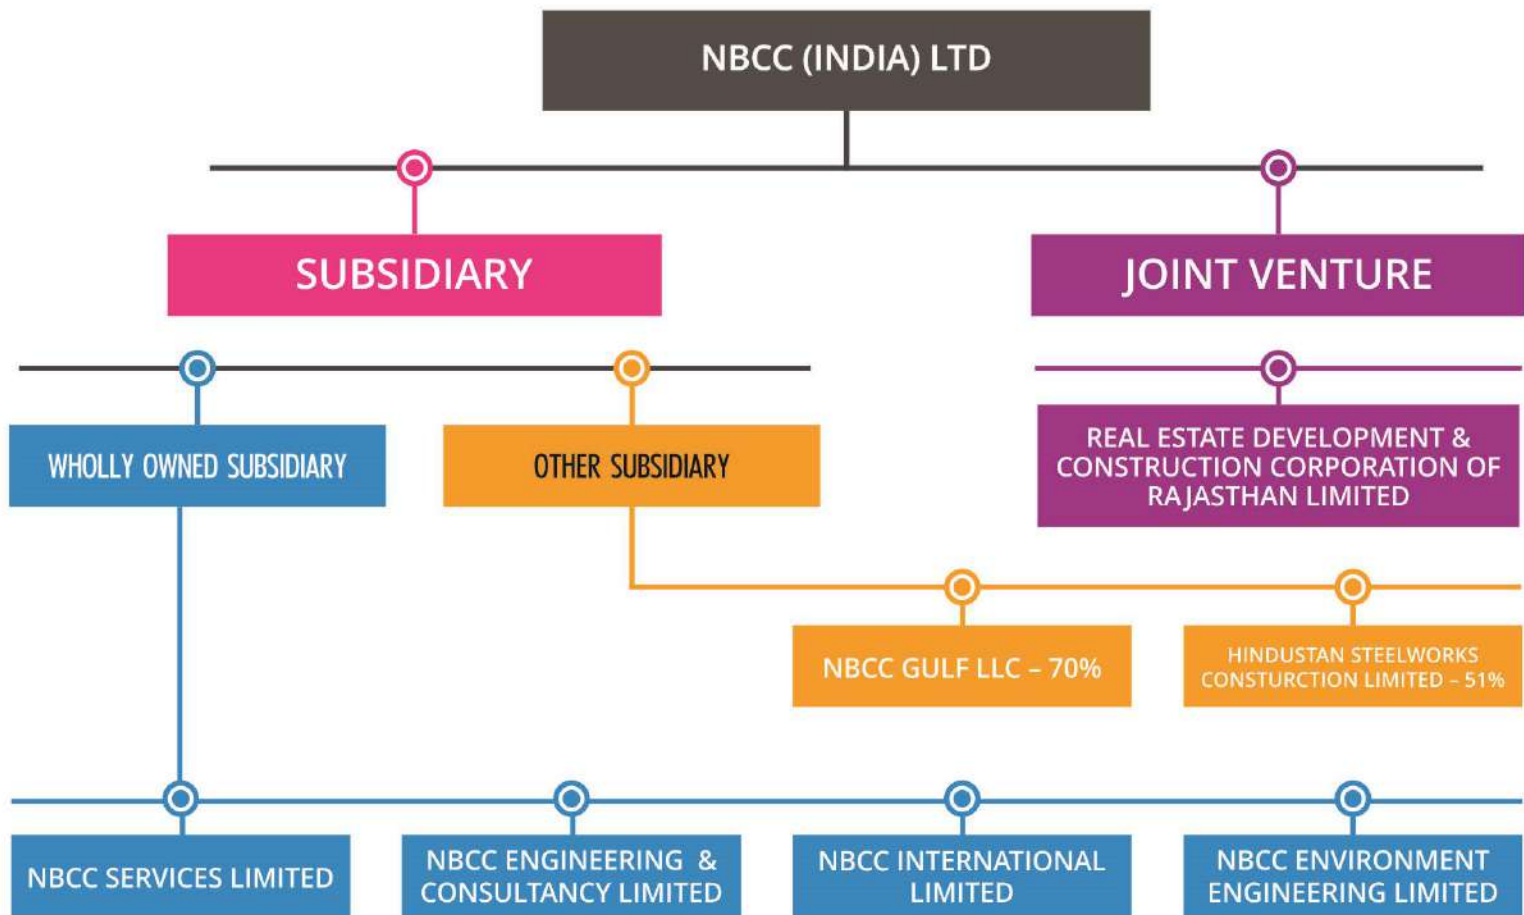 NBCC (INDIA) LTD
SUBSIDIARY
JOINT VENTURE
WHOLLY OWNED SUBSIDIARY
OTHER SUBSIDIARY
REAL ESTATE DEVELOPMENT &
CONSTRUCTION CORPORATION OF
RAJASTHAN LIMITED
NBCC GULF LLC – 70%
HINDUSTAN STEELWORKS
CONSTURCTION LIMITED – 51%
NBCC SERVICES LIMITED
NBCC ENGINEERING &
CONSULTANCY LIMITED
NBCC INTERNATIONAL
LIMITED
NBCC ENVIRONMENT
ENGINEERING LIMITED